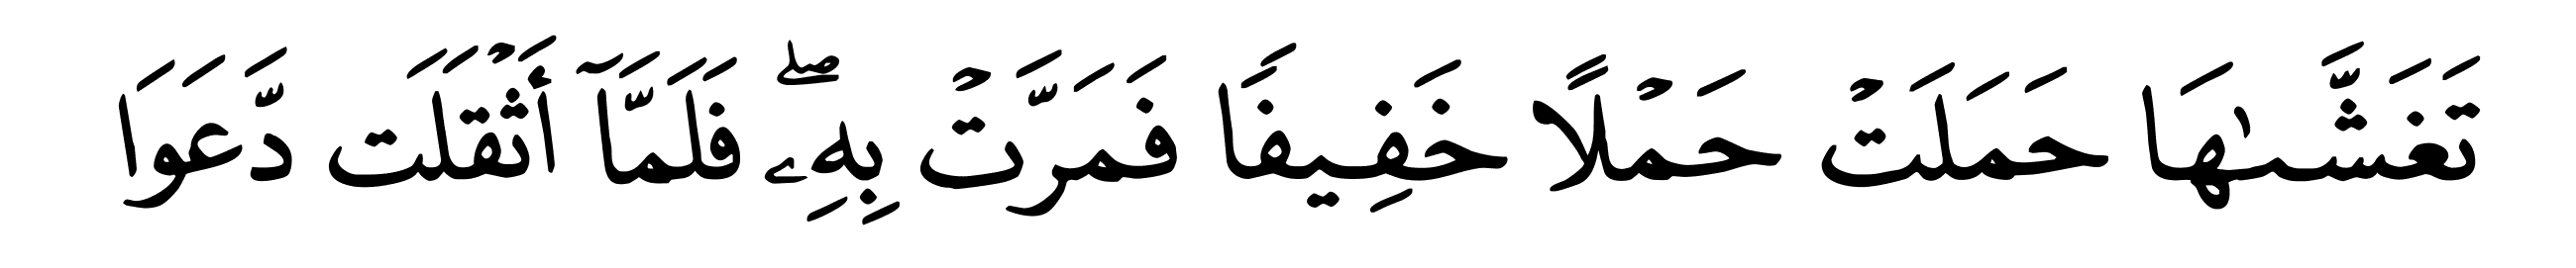 تَغَشَّىٰهَا حَمَلَتْ حَمْلًا خَفِيفًا فَمَرَّتْ بِهِۦ ۖ فَلَمَّآ أَثْقَلَت دَّعَوَا